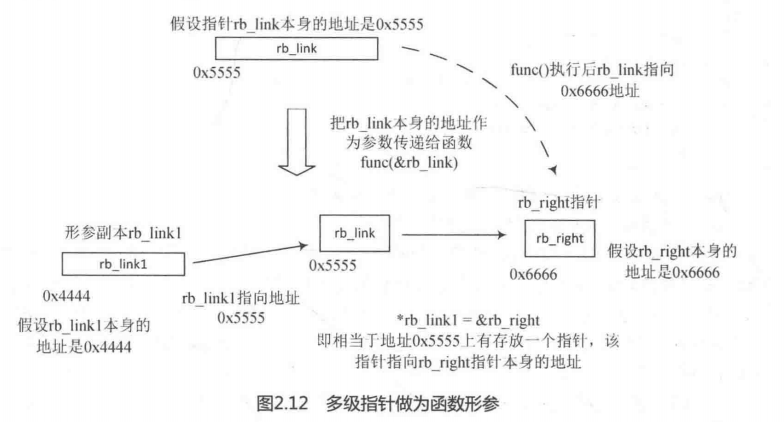 假设指针rb_link本身的地址是0x5555
rb_link
0x5555
func()执行后rb_link指向
0x6666地址
把rb_link本身的地址作
为参数传递给函数
func(&rb_link)
rb_right指针
形参副本rb_link1
rb_link
rb_right
假设rb_right本身的
地址是0x6666
rb_link1
0x5555
0x6666
0x4444
rb_link1指向地址
0x5555
假设rb_link1本身的
地址是0x4444
*rb_link1 = &rb_right
即相当于地址0x5555上有存放一个指针，该
指针指向rb_right指针本身的地址
图2.12 多级指针做为函数形参